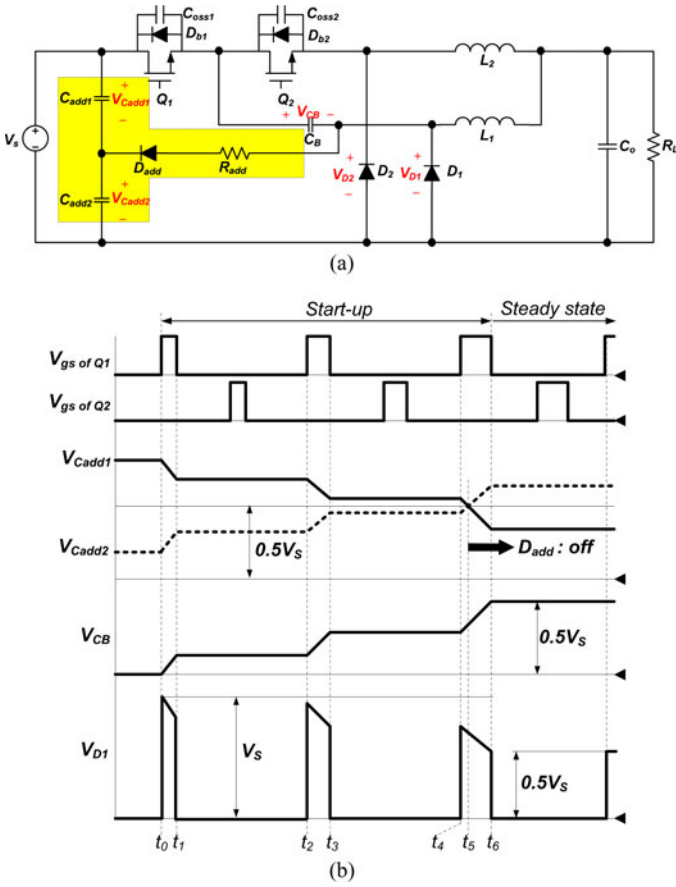 Coss1
Coss2
Db1
Db2
Q1
Q2
L2
Cadd1
+
VCadd1
−
+ VCB −
CB
L1
Vs
+
−
Dadd
Radd
Co
RL
Cadd2
+
VCadd2
−
+
VD2
−
D2
+
VD1
−
D1
(a)
Start-up
Steady state
Vgs of Q1
Vgs of Q2
VCadd1
VCadd2
0.5VS
Dadd : off
VCB
0.5VS
VD1
VS
0.5VS
t0 t1 t2 t3 t4 t5 t6
(b)